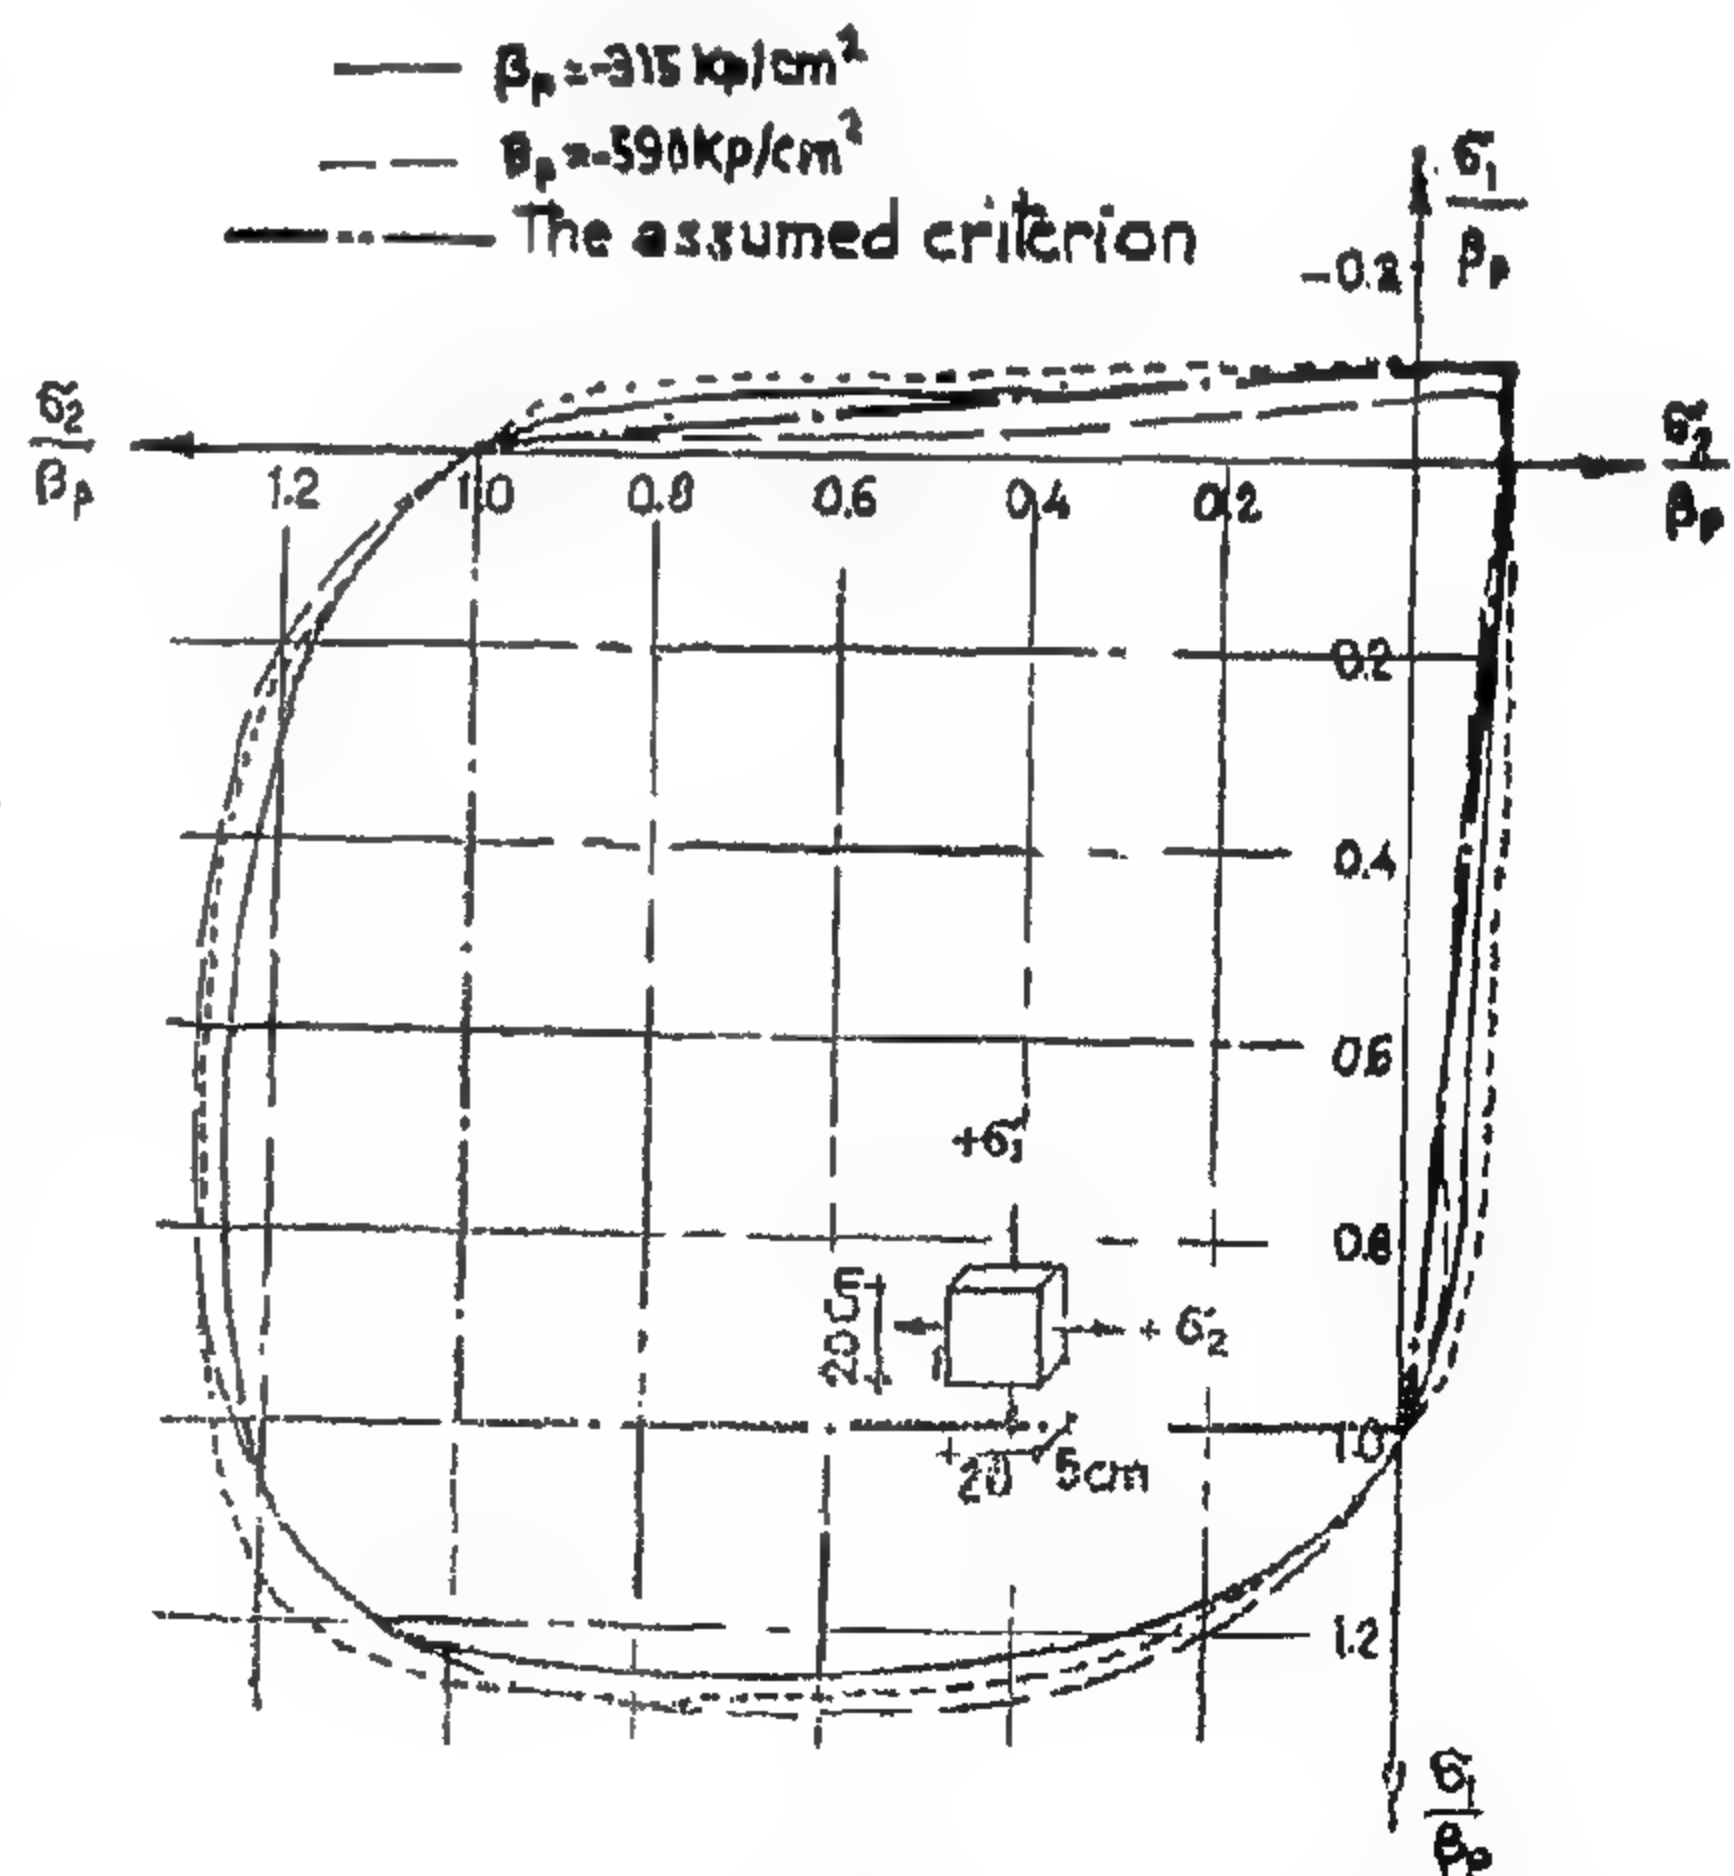 βp = -315 kp/cm²
βp = -590 Kp/cm²
The assumed criterion
σ1
βp
-0.2
σ2
βp
1.2 1.0 0.8 0.6 0.4 0.2
σ2
βp
0.2
0.4
0.6
+σ1
0.8
20 cm
+ σ2
1.0
20 5cm
1.2
σ1
βp